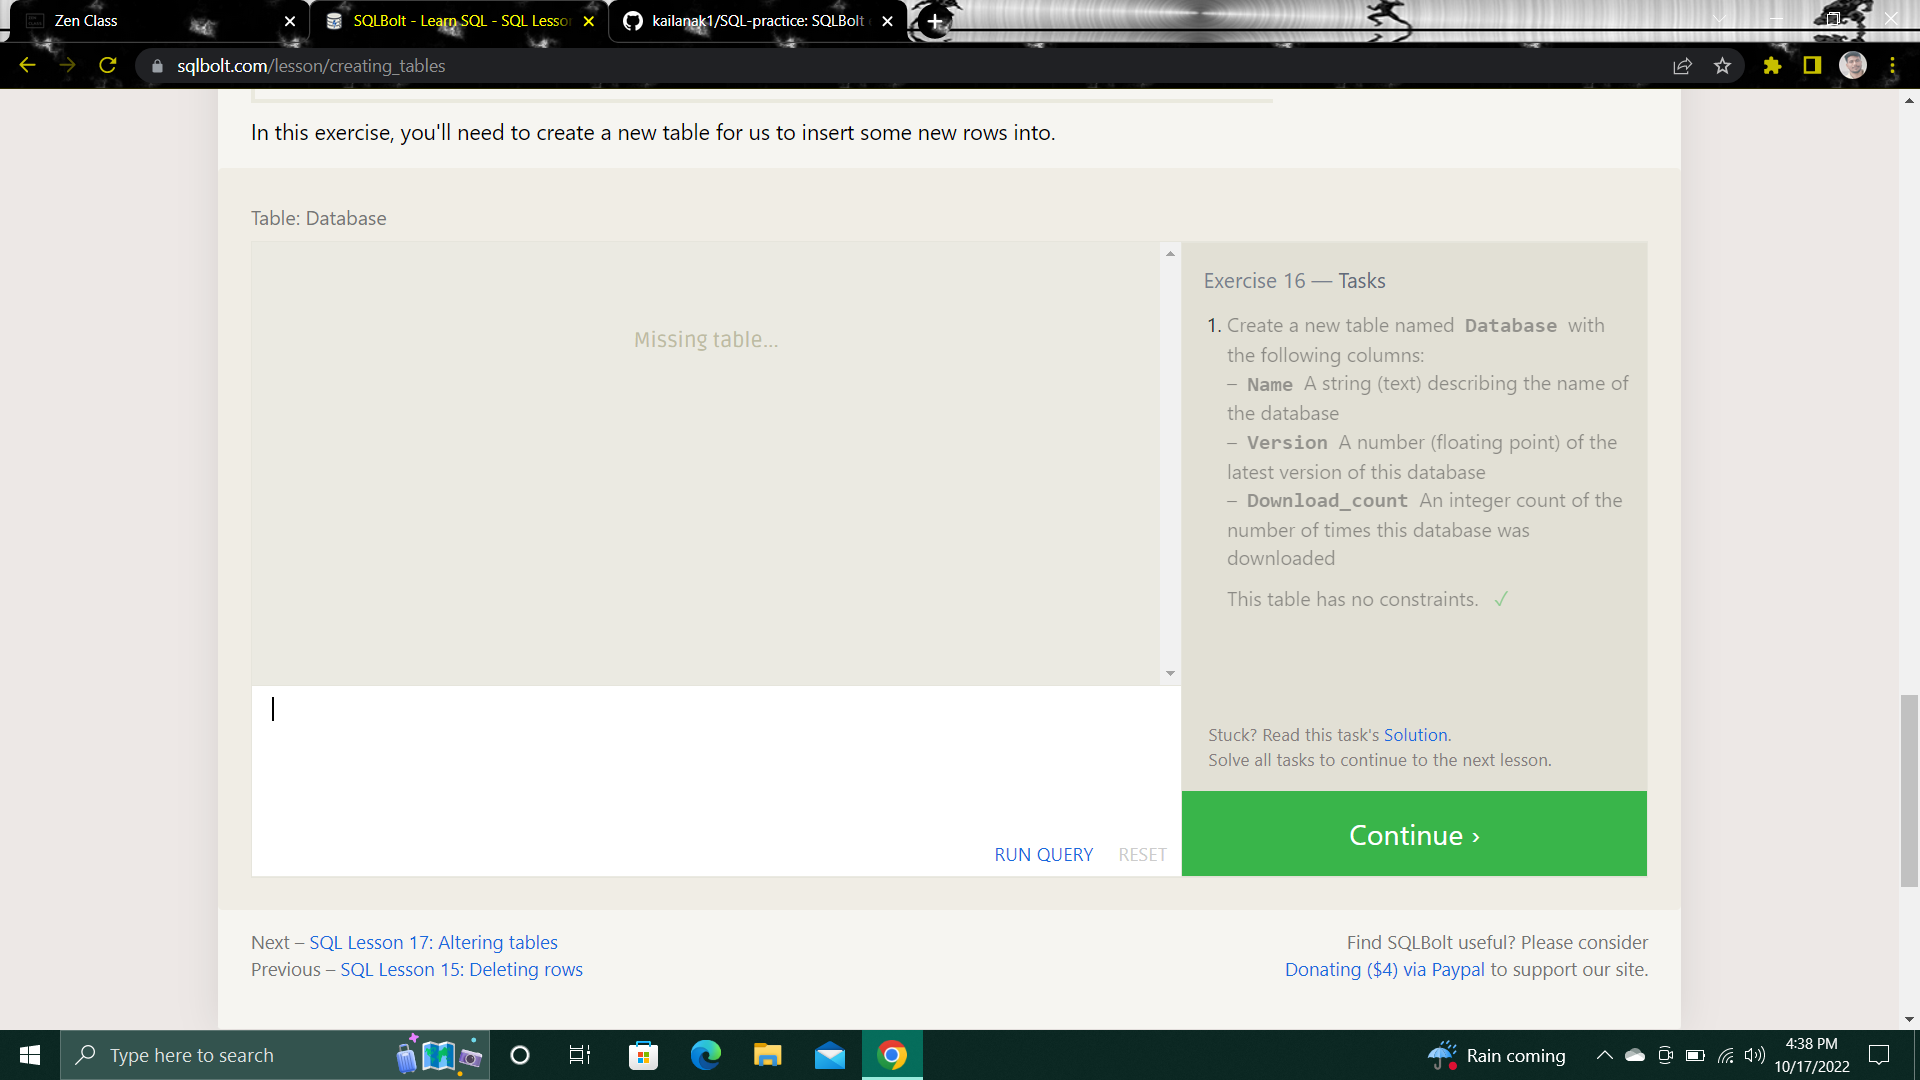 Zen Class
SQLBolt - Learn SQL - SQL Lesso
kailanak1/SQL-practice: SQLBolt
sqlbolt.com/lesson/creating_tables
In this exercise, you'll need to create a new table for us to insert some new rows into.
Table: Database
Missing table...
Exercise 16 — Tasks
1. Create a new table named Database with
the following columns:
– Name A string (text) describing the name of
the database
– Version A number (floating point) of the
latest version of this database
– Download_count An integer count of the
number of times this database was
downloaded
This table has no constraints. ✓
Stuck? Read this task's Solution.
Solve all tasks to continue to the next lesson.
RUN QUERY RESET
Continue ›
Next – SQL Lesson 17: Altering tables
Previous – SQL Lesson 15: Deleting rows
Find SQLBolt useful? Please consider
Donating ($4) via Paypal to support our site.
Type here to search
Rain coming
4:38 PM
10/17/2022